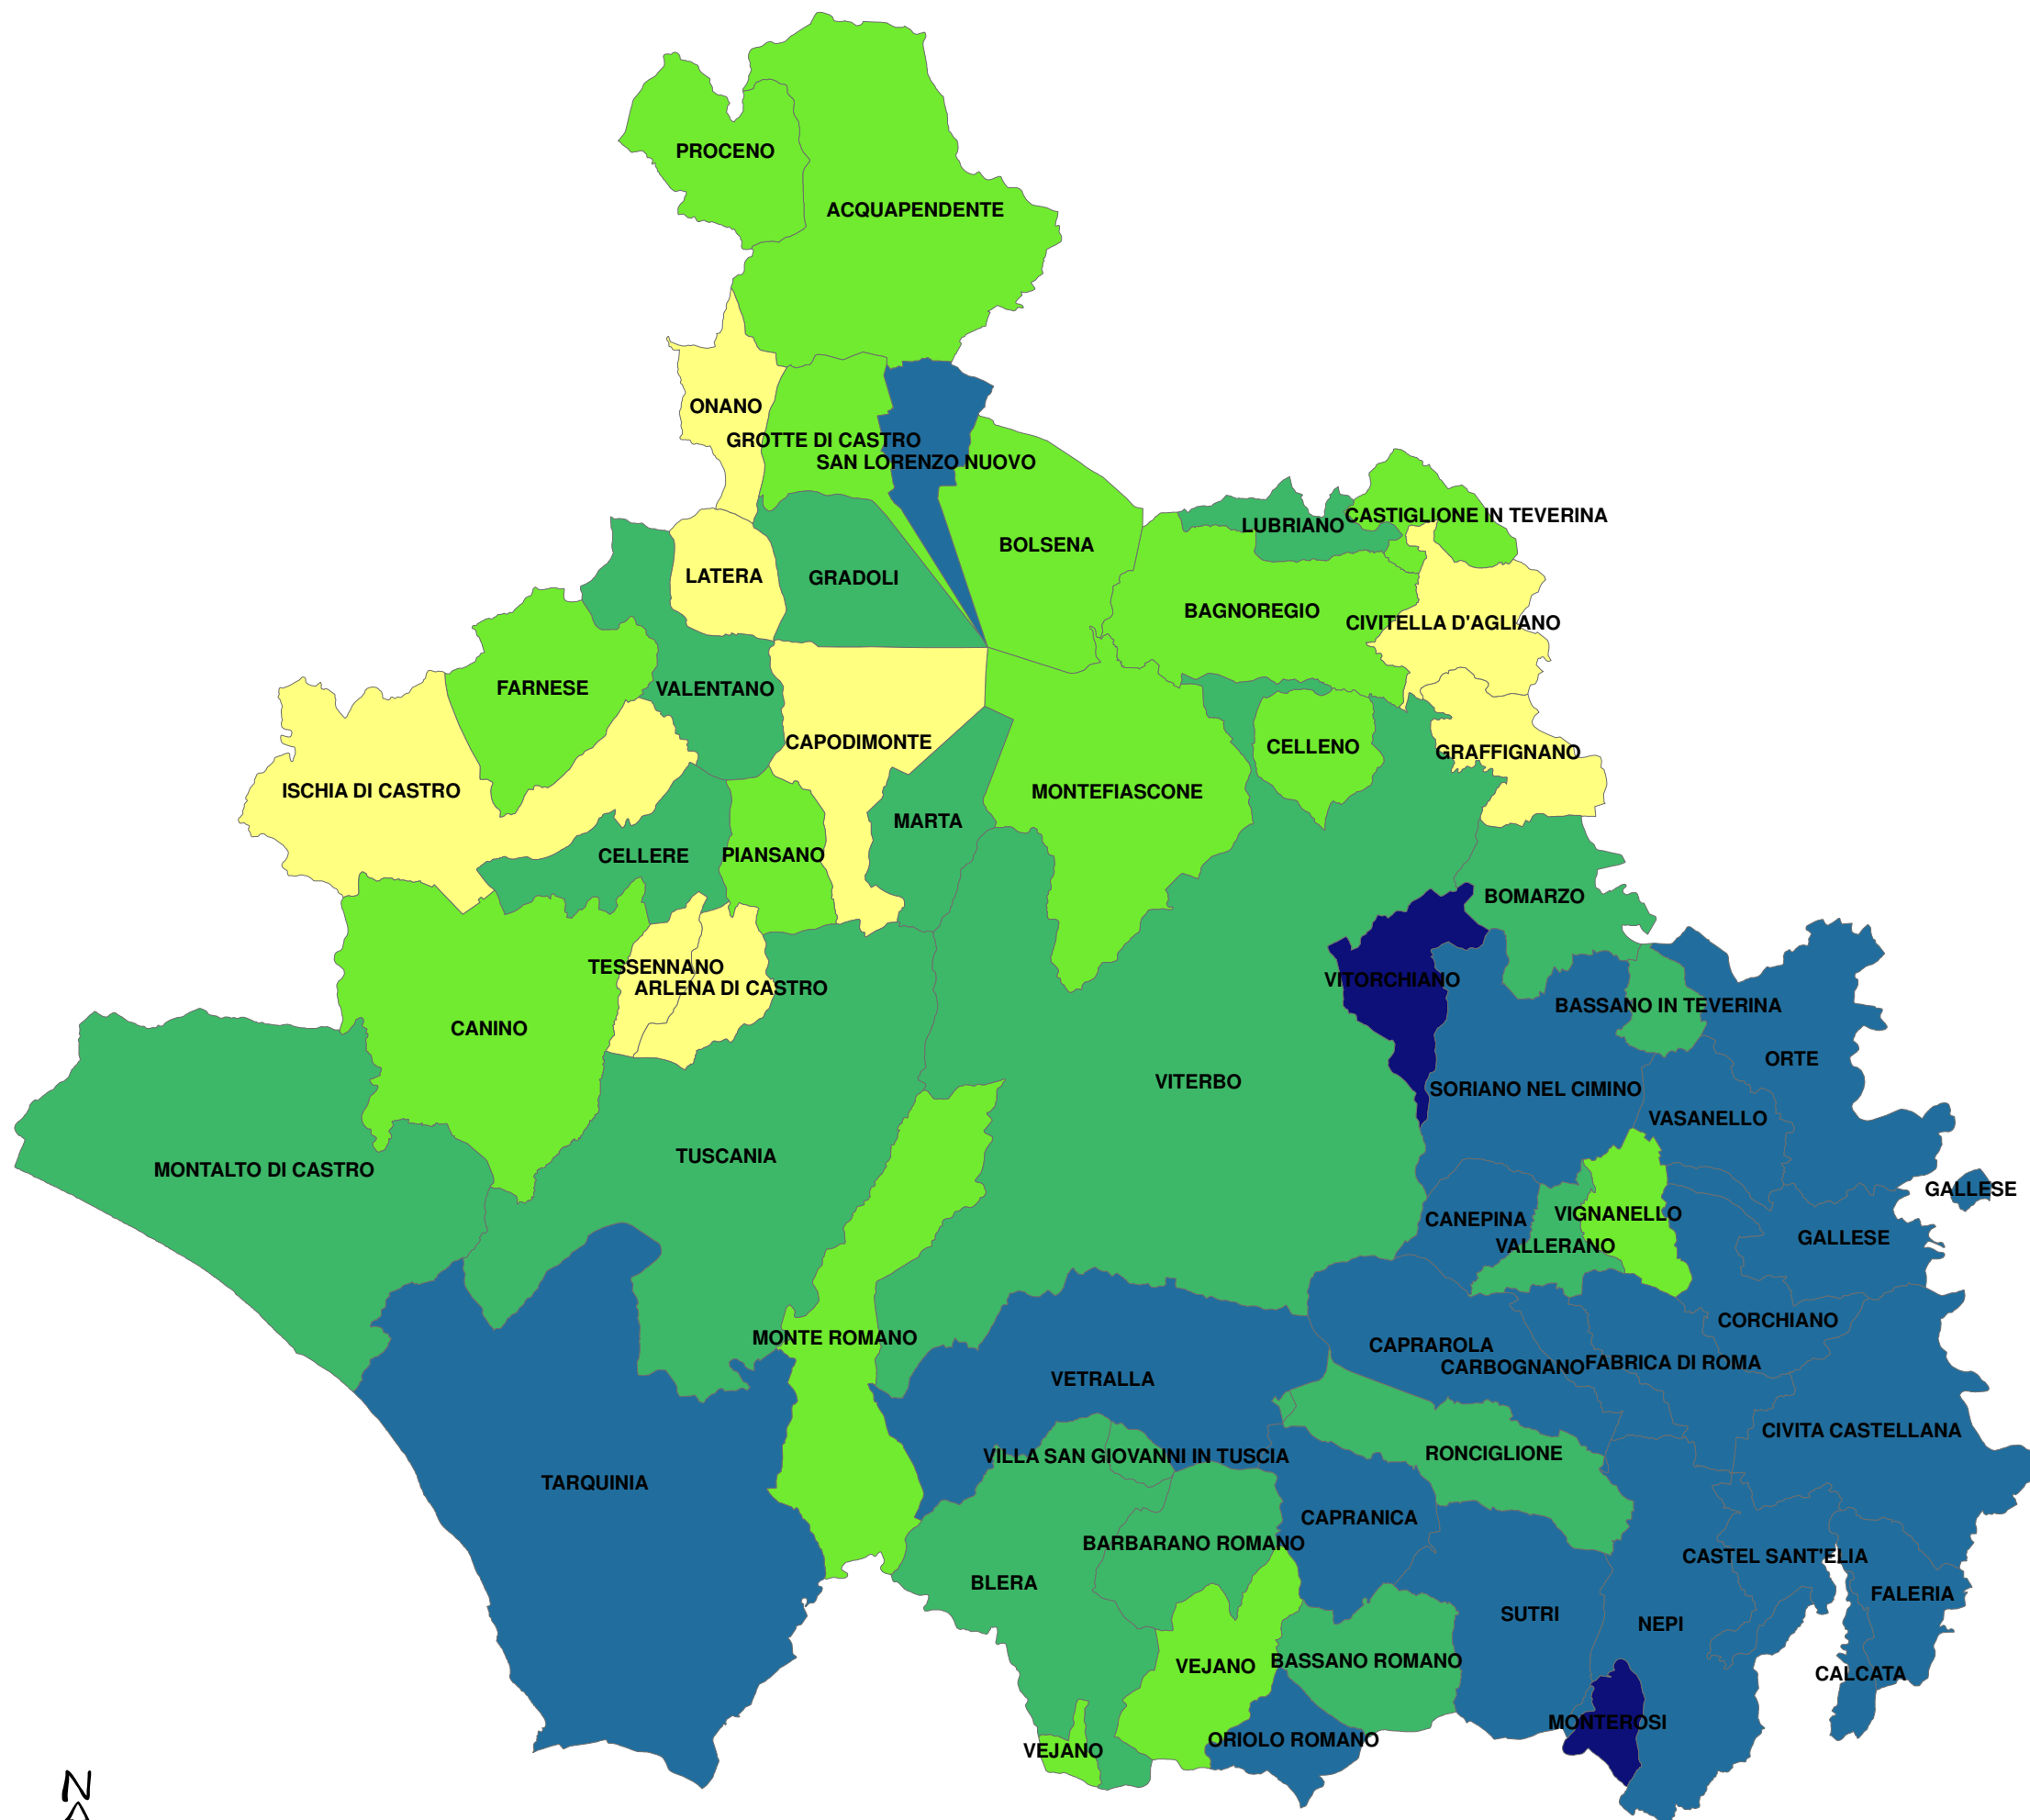 PROCENO
ACQUAPENDENTE
ONANO
GROTTE DI CASTRO
SAN LORENZO NUOVO
CASTIGLIONE IN TEVERINA
LUBRIANO
BOLSENA
LATERA
GRADOLI
BAGNOREGIO
CIVITELLA D'AGLIANO
FARNESE
VALENTANO
CAPODIMONTE
CELLENO
GRAFFIGNANO
ISCHIA DI CASTRO
MONTEFIASCONE
MARTA
CELLERE
PIANSANO
BOMARZO
TESSENNANO
VITORCHIANO
ARLENA DI CASTRO
BASSANO IN TEVERINA
CANINO
ORTE
VITERBO
SORIANO NEL CIMINO
VASANELLO
TUSCANIA
MONTALTO DI CASTRO
GALLESE
CANEPINA
VIGNANELLO
GALLESE
VALLERANO
CORCHIANO
MONTE ROMANO
CAPRAROLA
FABRICA DI ROMA
CARBOGNANO
VETRALLA
CIVITA CASTELLANA
RONCIGLIONE
VILLA SAN GIOVANNI IN TUSCIA
TARQUINIA
CAPRANICA
BARBARANO ROMANO
CASTEL SANT'ELIA
BLERA
FALERIA
SUTRI
NEPI
BASSANO ROMANO
VEJANO
CALCATA
MONTEROSI
ORIOLO ROMANO
VEJANO
N